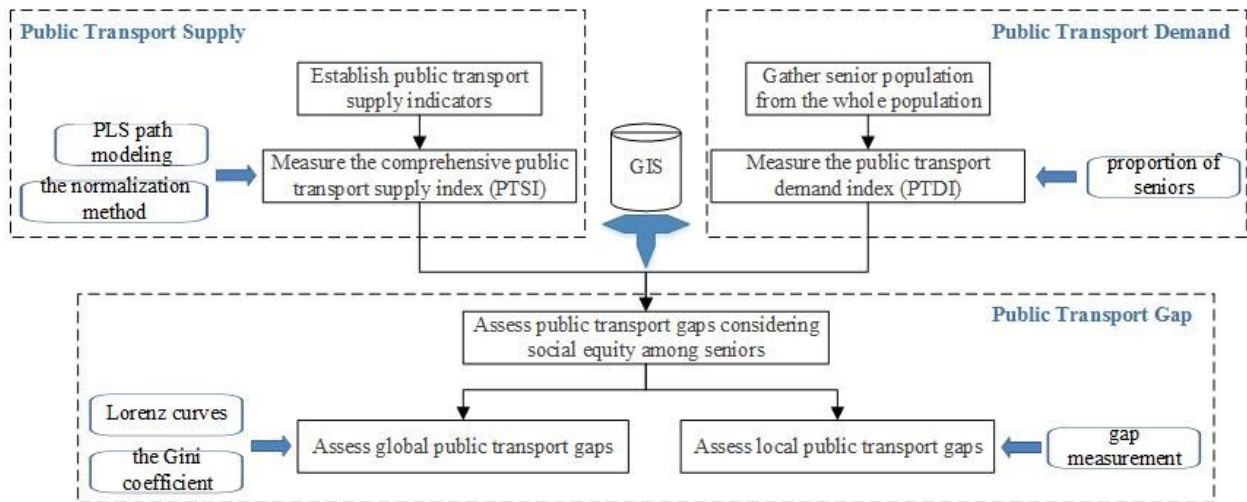 Public Transport Supply
Establish public transport
supply indicators
PLS path
modeling
the normalization
method
Measure the comprehensive public
transport supply index (PTSI)
GIS
Public Transport Demand
Gather senior population
from the whole population
Measure the public transport
demand index (PTDI)
proportion of
seniors
Public Transport Gap
Assess public transport gaps considering
social equity among seniors
Lorenz curves
the Gini
coefficient
Assess global public transport gaps
Assess local public transport gaps
gap
measurement